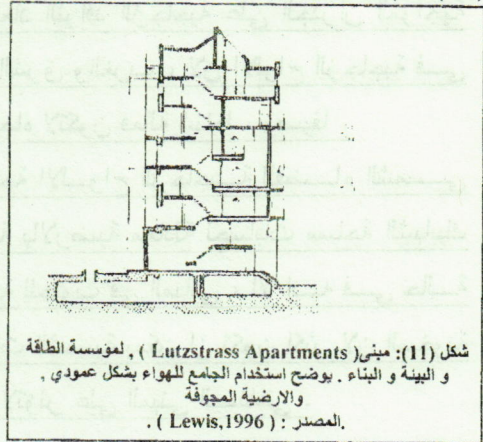 شكل (11): مبنى( Lutzstrass Apartments ) , لمؤسسة الطاقة
و البيئة و البناء . يوضح استخدام الجامع للهواء بشكل عمودي ,
والارضية المجوفة
.المصدر : ( Lewis,1996 ) .